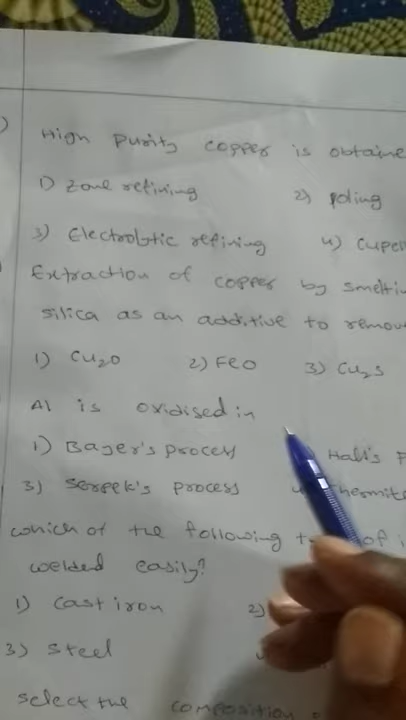 High Purity copper is obtaine
1) Zone refining 2) poling
3) Electrolytic refining 4) cupel
Extraction of copper by smelti
silica as an additive to remov
1) Cu2O 2) FeO 3) Cu2S
Al is oxidised in
1) Bayer's process Hall's P
3) Serpek's process Thermite
which of the following of
welded easily?
1) cast iron 2)
3) steel
select the composition